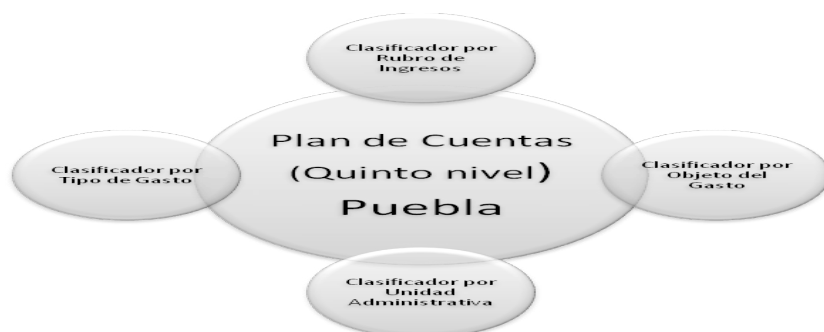 Clasificador por
Rubro de
Ingresos
Plan de Cuentas
(Quinto nivel)
Puebla
Clasificador por
Tipo de Gasto
Clasificador por
Objeto del
Gasto
Clasificador por
Unidad
Administrativa